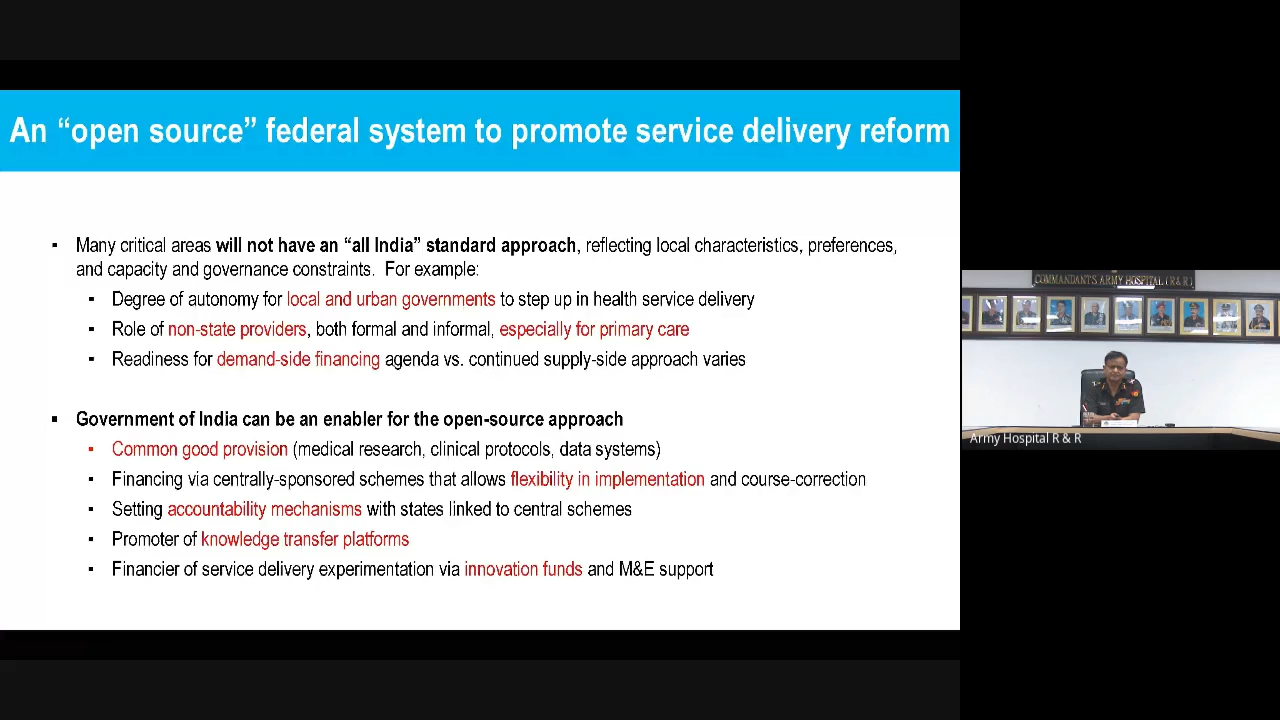 An “open source” federal system to promote service delivery reform
▪ Many critical areas will not have an “all India” standard approach, reflecting local characteristics, preferences,
and capacity and governance constraints. For example:
▪ Degree of autonomy for local and urban governments to step up in health service delivery
▪ Role of non-state providers, both formal and informal, especially for primary care
▪ Readiness for demand-side financing agenda vs. continued supply-side approach varies
▪ Government of India can be an enabler for the open-source approach
▪ Common good provision (medical research, clinical protocols, data systems)
▪ Financing via centrally-sponsored schemes that allows flexibility in implementation and course-correction
▪ Setting accountability mechanisms with states linked to central schemes
▪ Promoter of knowledge transfer platforms
▪ Financier of service delivery experimentation via innovation funds and M&E support
COMMANDANT'S ARMY HOSPITAL (R&R)
Army Hospital R & R